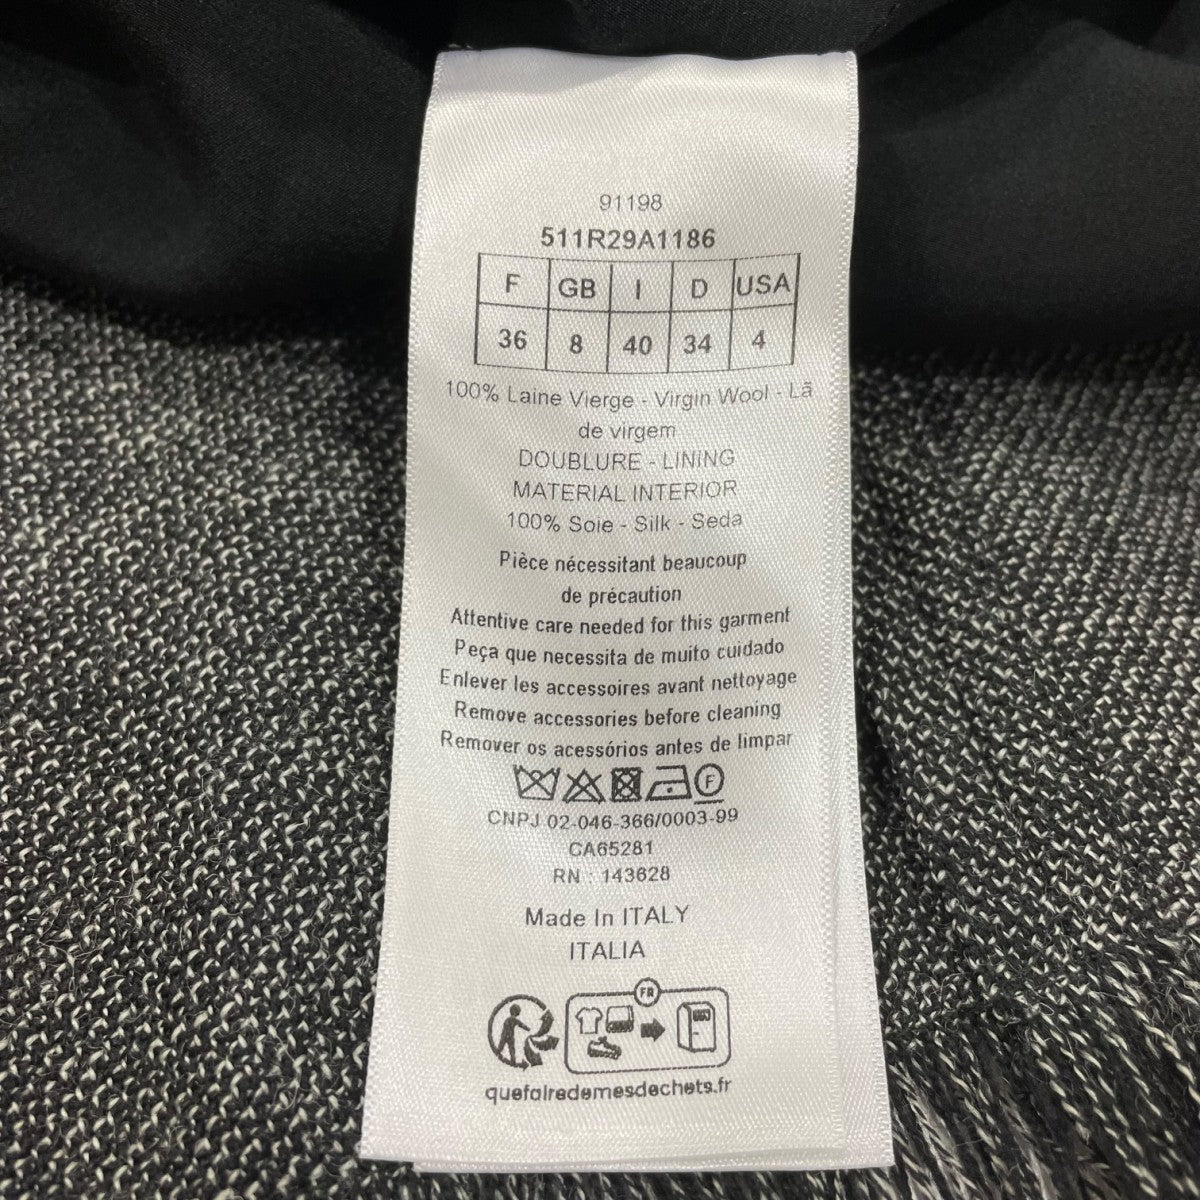 91198
511R29A1186
F GB I D USA
36 8 40 34 4
100% Laine Vierge - Virgin Wool - Lã
de virgem
DOUBLURE - LINING
MATERIAL INTERIOR
100% Soie - Silk - Seda
Pièce nécessitant beaucoup
de précaution
Attentive care needed for this garment
Peça que necessita de muito cuidado
Enlever les accessoires avant nettoyage
Remove accessories before cleaning
Remover os acessórios antes de limpar
F
CNPJ 02-046-366/0003-99
CA65281
RN : 143628
Made In ITALY
ITALIA
FR
quefairedemesdechets.fr